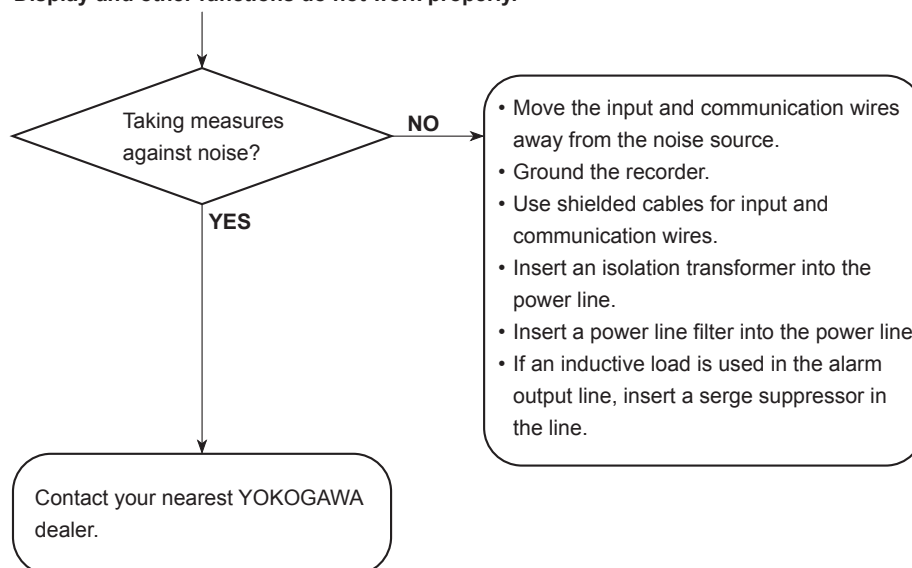 Display and other functions do not work properly.
Taking measures
against noise?
NO
YES
• Move the input and communication wires
away from the noise source.
• Ground the recorder.
• Use shielded cables for input and
communication wires.
• Insert an isolation transformer into the
power line.
• Insert a power line filter into the power line
• If an inductive load is used in the alarm
output line, insert a serge suppressor in
the line.
Contact your nearest YOKOGAWA
dealer.